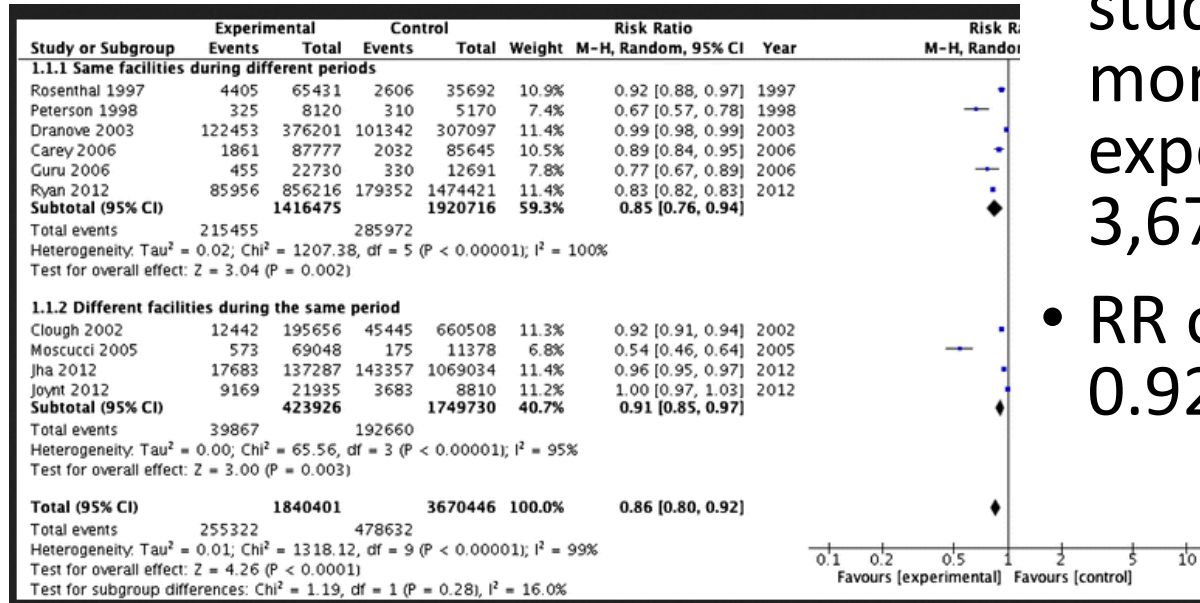 Experimental Control Risk Ratio Risk
Study or Subgroup Events Total Events Total Weight M-H, Random, 95% CI Year M-H,
1.1.1 Same facilities during different periods
Rosenthal 1997 4405 65431 2606 35692 10.9% 0.92 [0.88, 0.97] 1997
Peterson 1998 325 8120 310 5170 7.4% 0.67 [0.57, 0.78] 1998
Dranove 2003 122453 376201 101342 307097 11.4% 0.99 [0.98, 0.99] 2003
Carey 2006 1861 87777 2032 85645 10.5% 0.89 [0.84, 0.95] 2006
Guru 2006 455 22730 330 12691 7.8% 0.77 [0.67, 0.89] 2006
Ryan 2012 85956 856216 179352 1474421 11.4% 0.83 [0.82, 0.83] 2012
Subtotal (95% CI) 1416475 1920716 59.3% 0.85 [0.76, 0.94]
Total events 215455 285972
Heterogeneity: Tau² = 0.02; Chi² = 1207.38, df = 5 (P < 0.00001); I² = 100%
Test for overall effect: Z = 3.04 (P = 0.002)
1.1.2 Different facilities during the same period
Clough 2002 12442 195656 45445 660508 11.3% 0.92 [0.91, 0.94] 2002
Moscucci 2005 573 69048 175 11378 6.8% 0.54 [0.46, 0.64] 2005
Jha 2012 17683 137287 143357 1069034 11.4% 0.96 [0.95, 0.97] 2012
Joynt 2012 9169 21935 3683 8810 11.2% 1.00 [0.97, 1.03] 2012
Subtotal (95% CI) 423926 1749730 40.7% 0.91 [0.85, 0.97]
Total events 39867 192660
Heterogeneity: Tau² = 0.00; Chi² = 65.56, df = 3 (P < 0.00001); I² = 95%
Test for overall effect: Z = 3.00 (P = 0.003)
Total (95% CI) 1840401 3670446 100.0% 0.86 [0.80, 0.92]
Total events 255322 478632
Heterogeneity: Tau² = 0.01; Chi² = 1318.12, df = 9 (P < 0.00001); I² = 99%
Test for overall effect: Z = 4.26 (P < 0.0001)
Test for subgroup differences: Chi² = 1.19, df = 1 (P = 0.28), I² = 16.0%
0.1 0.2 0.5 1 2 5 10
Favours [experimental] Favours [control]
3,67
• RR
0.92